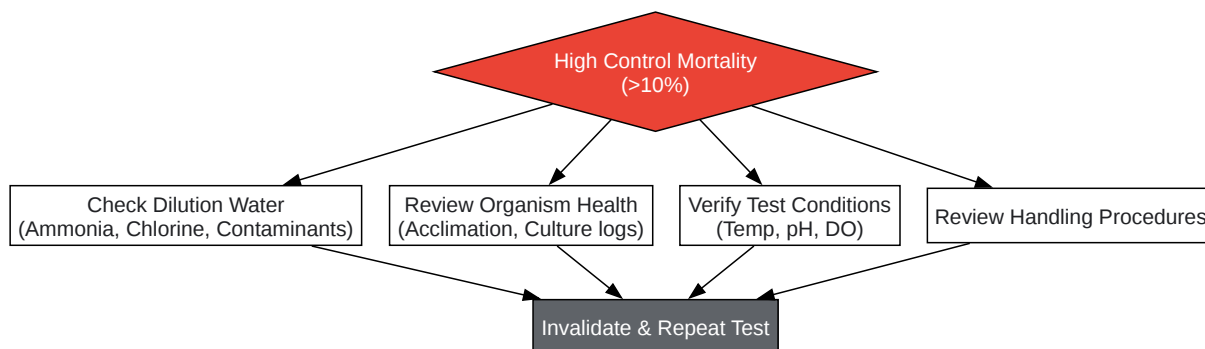 High Control Mortality
(>10%)
Check Dilution Water
(Ammonia, Chlorine, Contaminants)
Review Organism Health
(Acclimation, Culture logs)
Verify Test Conditions
(Temp, pH, DO)
Review Handling Procedures
Invalidate & Repeat Test